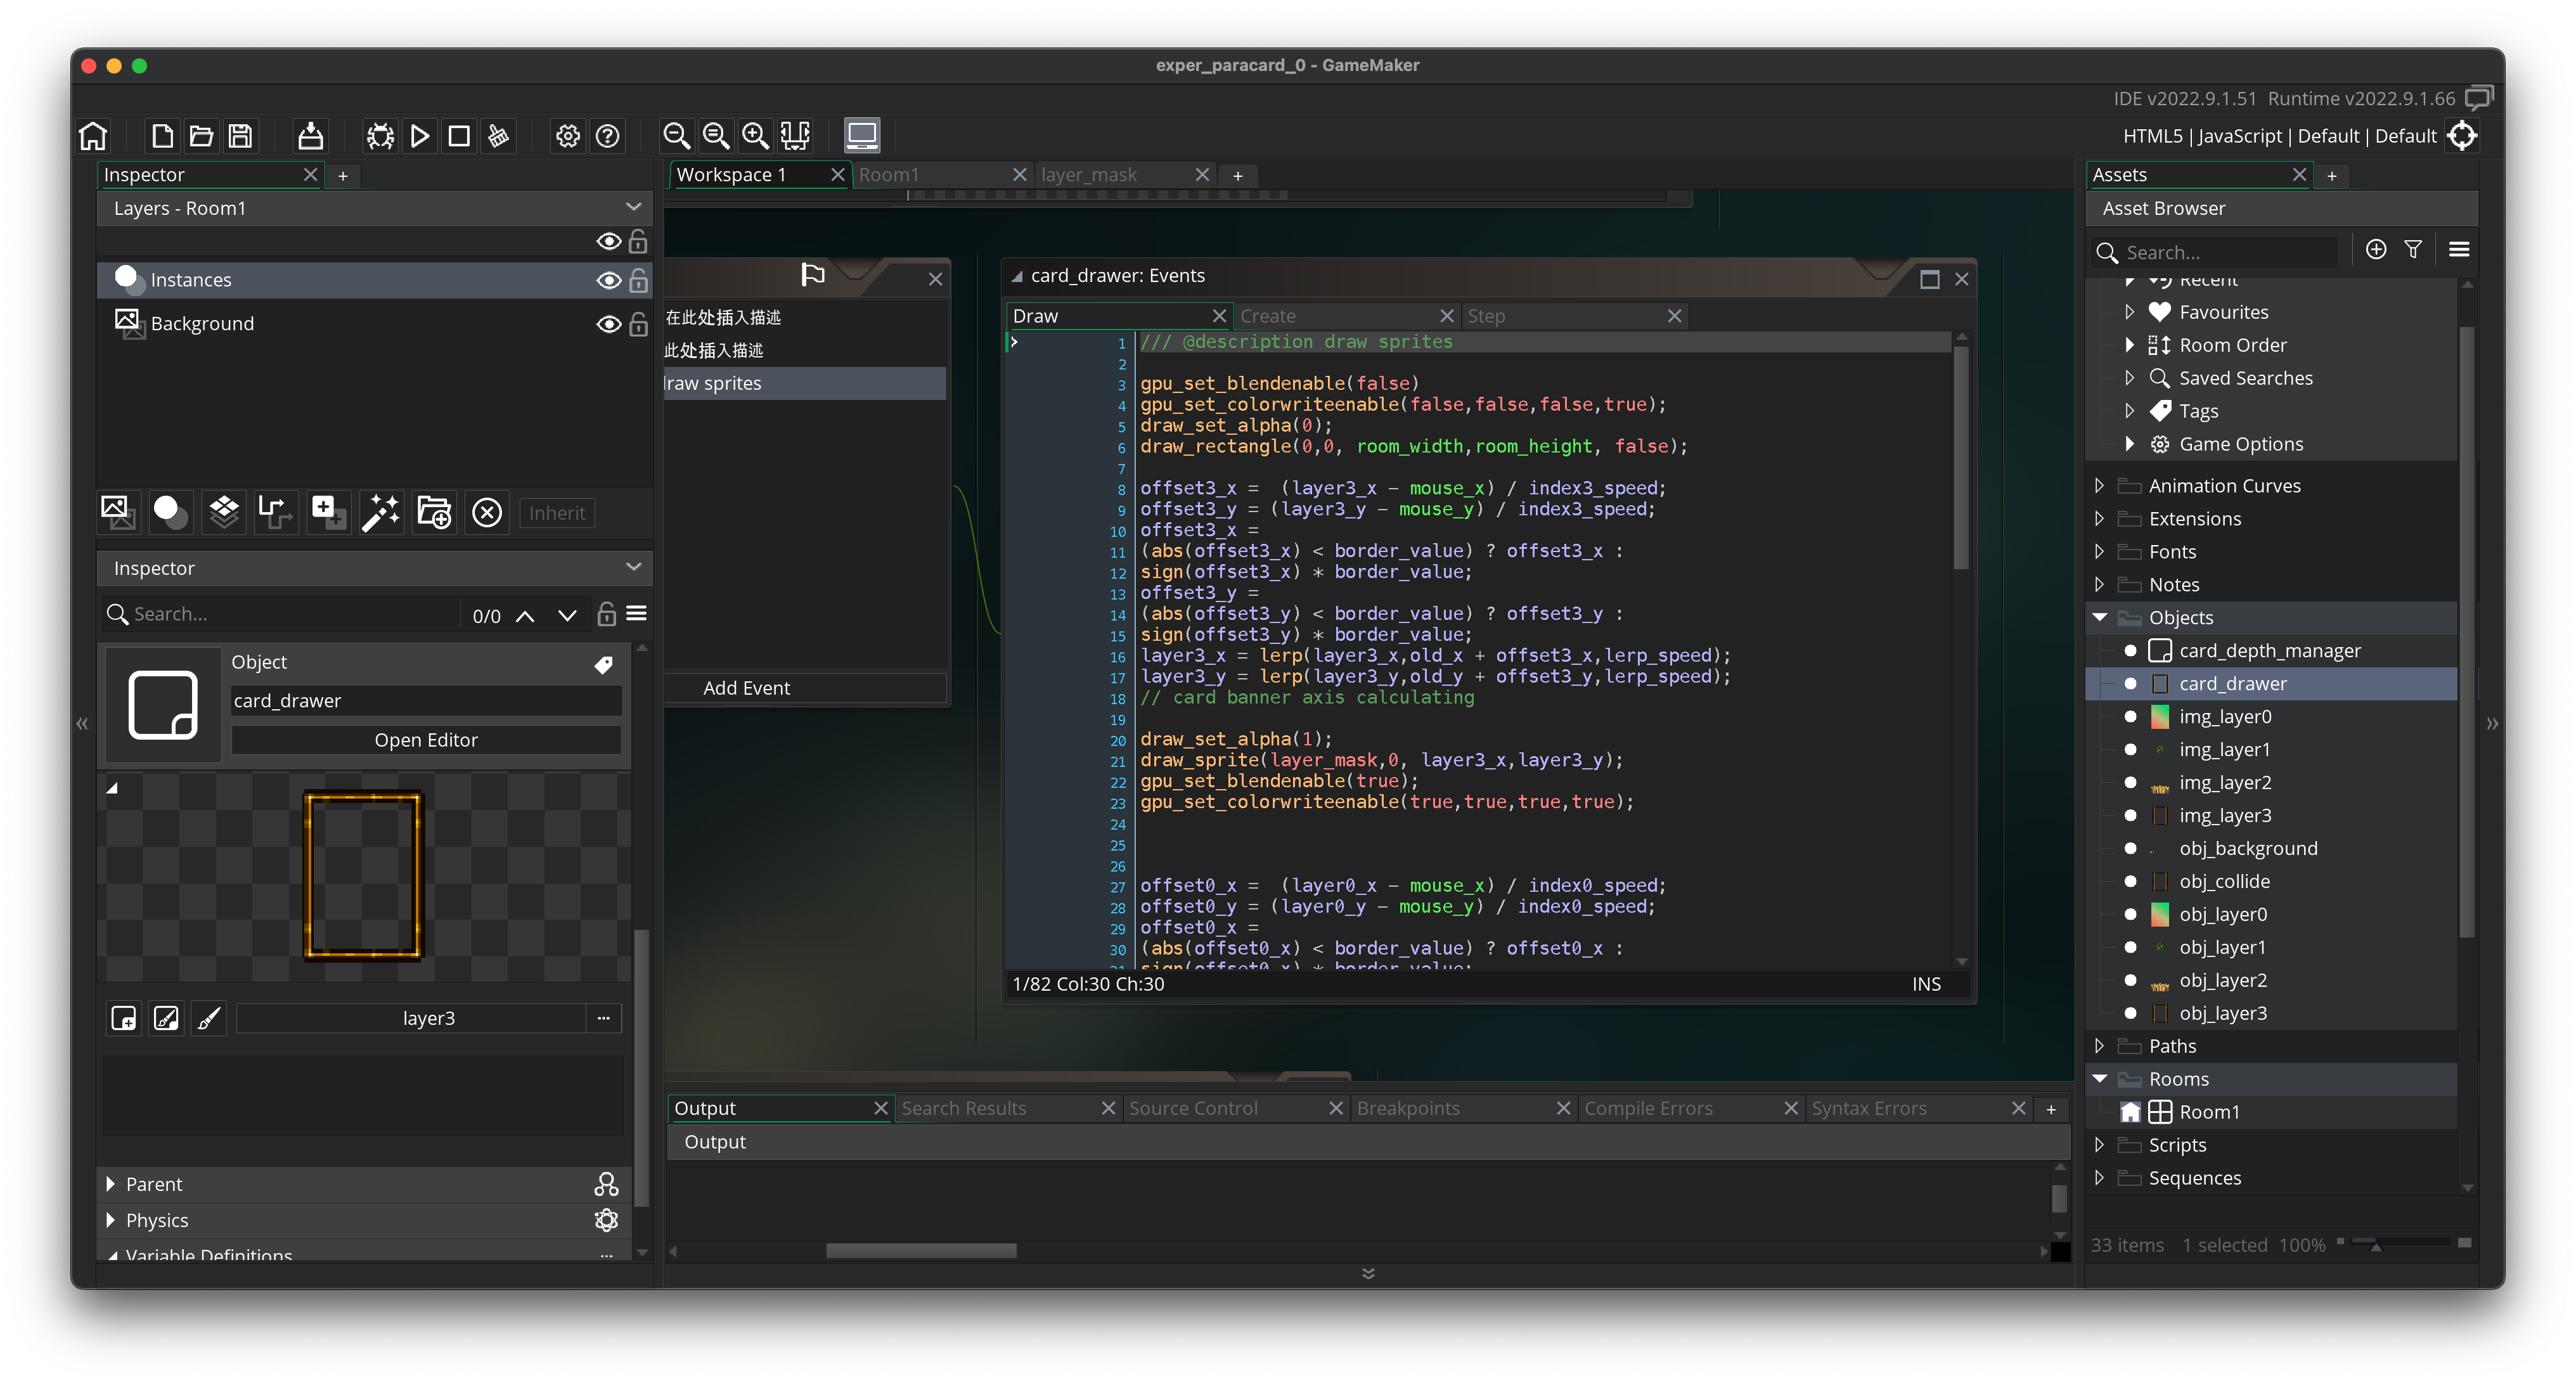 exper_paracard_0 - GameMaker
IDE v2022.9.1.51 Runtime v2022.9.1.66
HTML5 | JavaScript | Default | Default
Inspector
+
Layers - Room1
Instances
Background
Inherit
Inspector
Search...
0/0
Object
card_drawer
Open Editor
layer3
...
Parent
Physics
Variable Definitions
...
Workspace 1
Room1
layer_mask
+
在此处插入描述
此处插入描述
draw sprites
Add Event
card_drawer: Events
Draw
Create
Step
1 /// @description draw sprites
2
3 gpu_set_blendenable(false)
4 gpu_set_colorwriteenable(false,false,false,true);
5 draw_set_alpha(0);
6 draw_rectangle(0,0, room_width,room_height, false);
7
8 offset3_x =  (layer3_x - mouse_x) / index3_speed;
9 offset3_y = (layer3_y - mouse_y) / index3_speed;
10 offset3_x =
11 (abs(offset3_x) < border_value) ? offset3_x :
12 sign(offset3_x) * border_value;
13 offset3_y =
14 (abs(offset3_y) < border_value) ? offset3_y :
15 sign(offset3_y) * border_value;
16 layer3_x = lerp(layer3_x,old_x + offset3_x,lerp_speed);
17 layer3_y = lerp(layer3_y,old_y + offset3_y,lerp_speed);
18 // card banner axis calculating
19
20 draw_set_alpha(1);
21 draw_sprite(layer_mask,0, layer3_x,layer3_y);
22 gpu_set_blendenable(true);
23 gpu_set_colorwriteenable(true,true,true,true);
24
25
26
27 offset0_x =  (layer0_x - mouse_x) / index0_speed;
28 offset0_y = (layer0_y - mouse_y) / index0_speed;
29 offset0_x =
30 (abs(offset0_x) < border_value) ? offset0_x :
31 sign(offset0_x) * border_value;
1/82 Col:30 Ch:30
INS
Output
Search Results
Source Control
Breakpoints
Compile Errors
Syntax Errors
+
Output
Assets
+
Asset Browser
Search...
Recent
Favourites
Room Order
Saved Searches
Tags
Game Options
Animation Curves
Extensions
Fonts
Notes
Objects
card_depth_manager
card_drawer
img_layer0
img_layer1
img_layer2
img_layer3
obj_background
obj_collide
obj_layer0
obj_layer1
obj_layer2
obj_layer3
Paths
Rooms
Room1
Scripts
Sequences
33 items 1 selected 100%